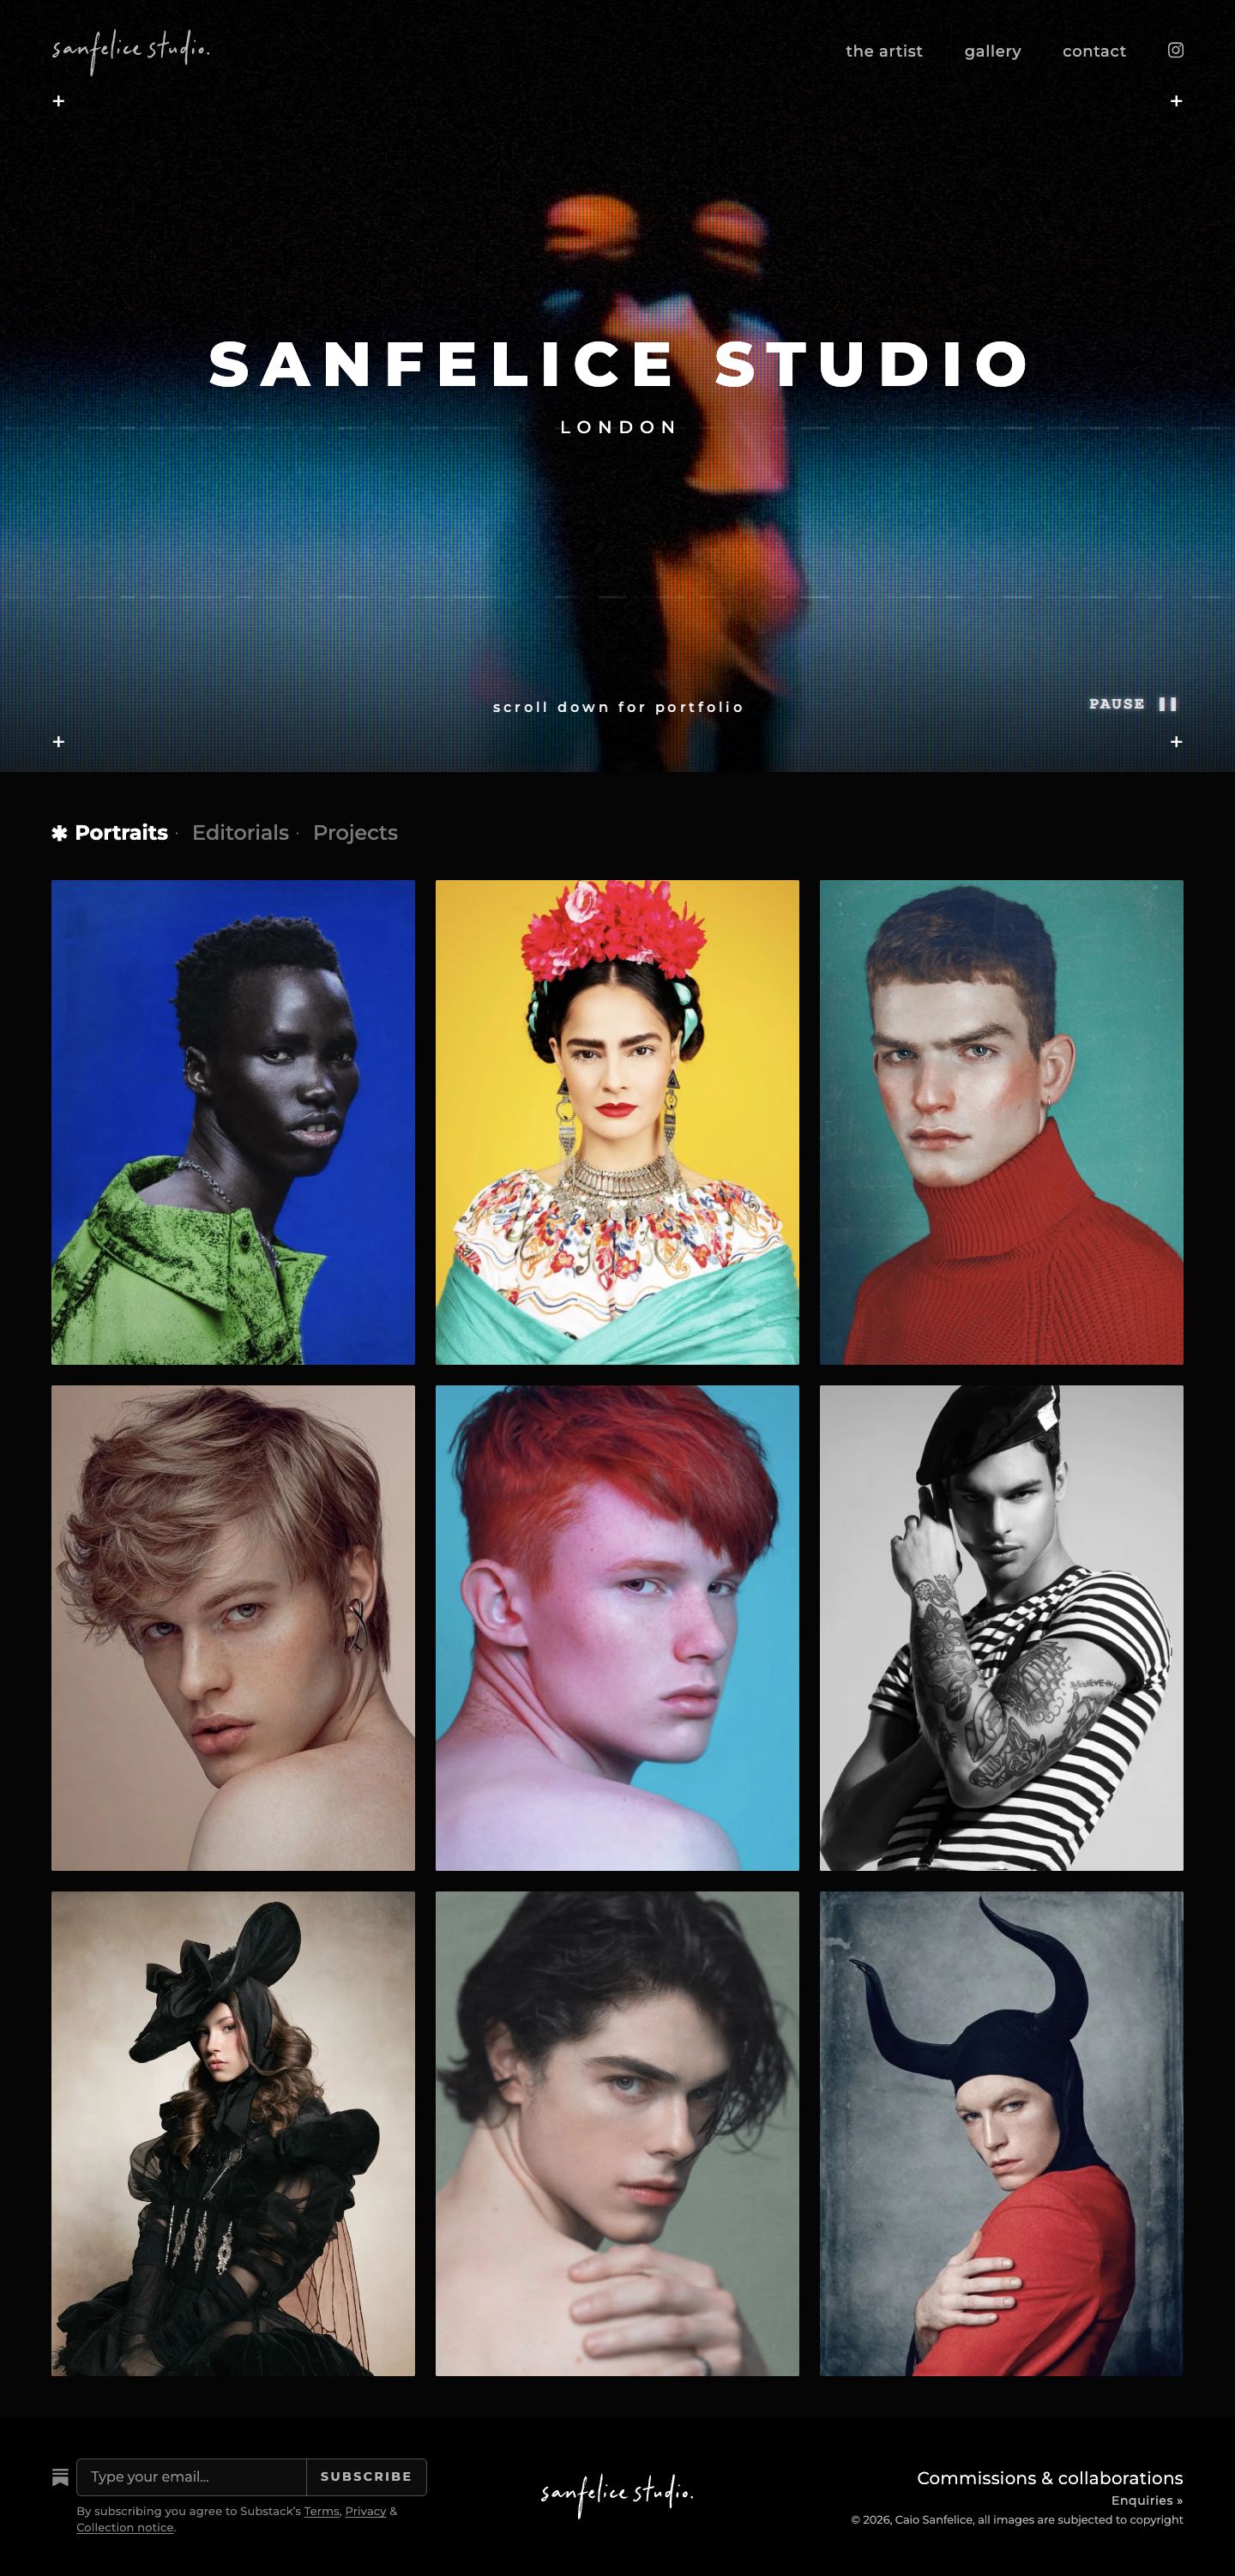 sanfelice studio.
the artist
gallery
contact
+
+
SANFELICE STUDIO
LONDON
scroll down for portfolio
PAUSE
+
+
✱ Portraits · Editorials · Projects
BELIEVE IN
Type your email...
SUBSCRIBE
By subscribing you agree to Substack's Terms, Privacy &
Collection notice.
sanfelice studio.
Commissions & collaborations
Enquiries »
© 2026, Caio Sanfelice, all images are subjected to copyright